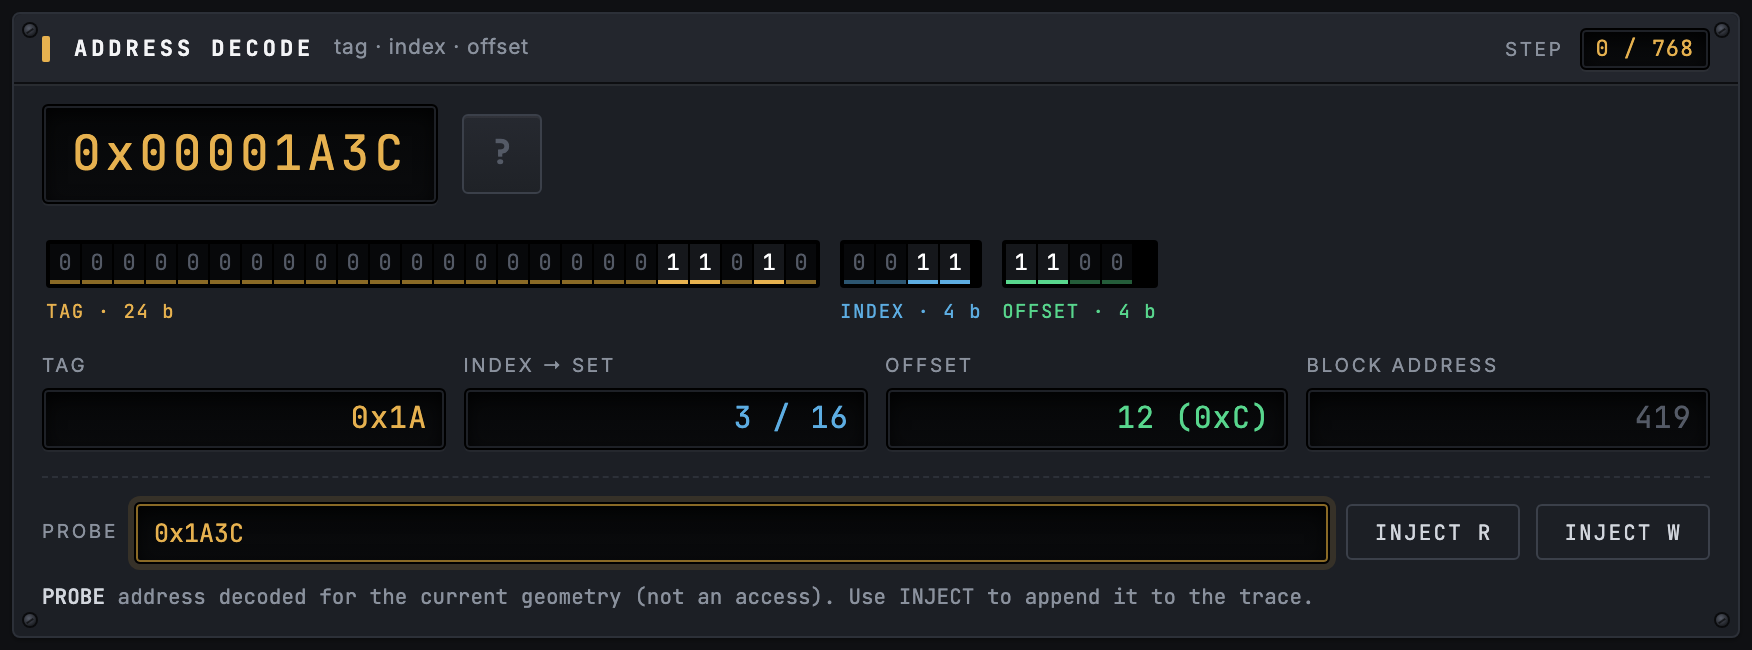 ADDRESS DECODE tag · index · offset STEP 0 / 768
0x00001A3C ?
0 0 0 0 0 0 0 0 0 0 0 0 0 0 0 0 0 0 0 1 1 0 1 0 0 0 1 1 1 1 0 0
TAG · 24 b INDEX · 4 b OFFSET · 4 b
TAG INDEX → SET OFFSET BLOCK ADDRESS
0x1A 3 / 16 12 (0xC) 419
PROBE 0x1A3C INJECT R INJECT W
PROBE address decoded for the current geometry (not an access). Use INJECT to append it to the trace.